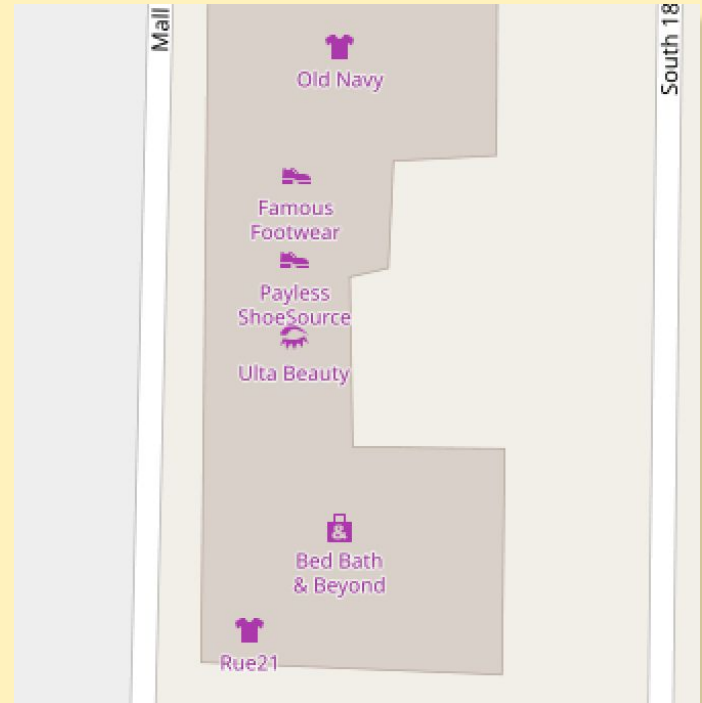 Mall
South 18
Old Navy
Famous
Footwear
Payless
ShoeSource
Ulta Beauty
&
Bed Bath
& Beyond
Rue21